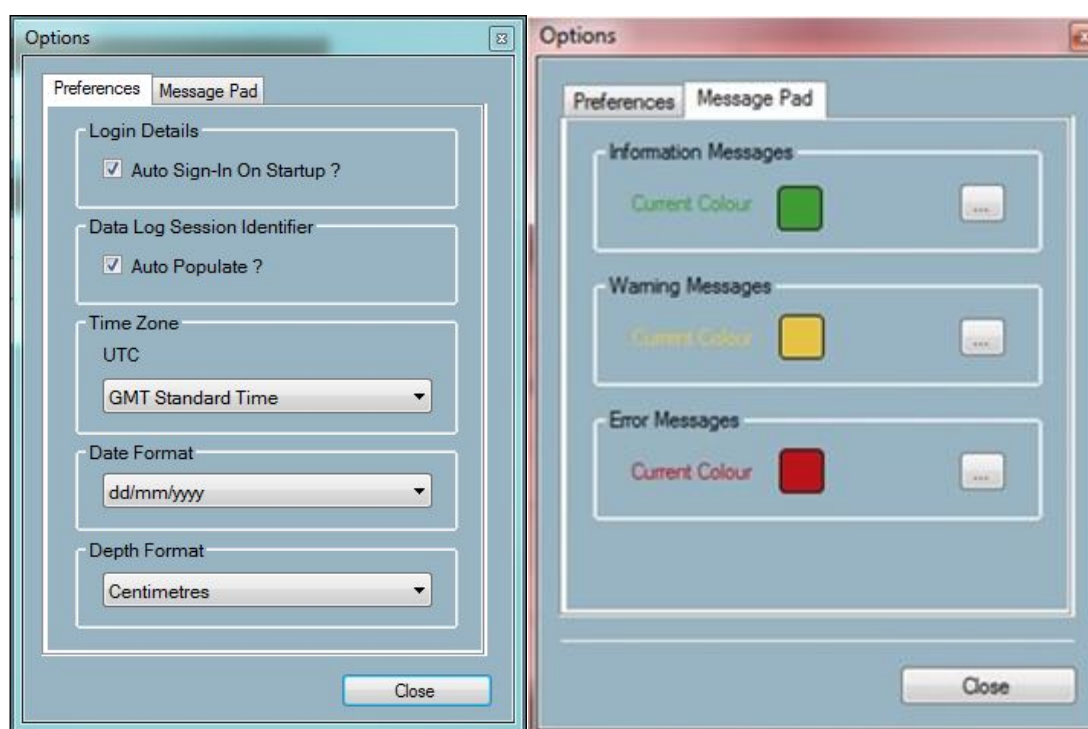 Options
Preferences Message Pad
Login Details
Auto Sign-In On Startup ?
Data Log Session Identifier
Auto Populate ?
Time Zone
UTC
GMT Standard Time
Date Format
dd/mm/yyyy
Depth Format
Centimetres
Close
Options
Preferences Message Pad
Information Messages
Current Colour ...
Warning Messages
Current Colour ...
Error Messages
Current Colour ...
Close